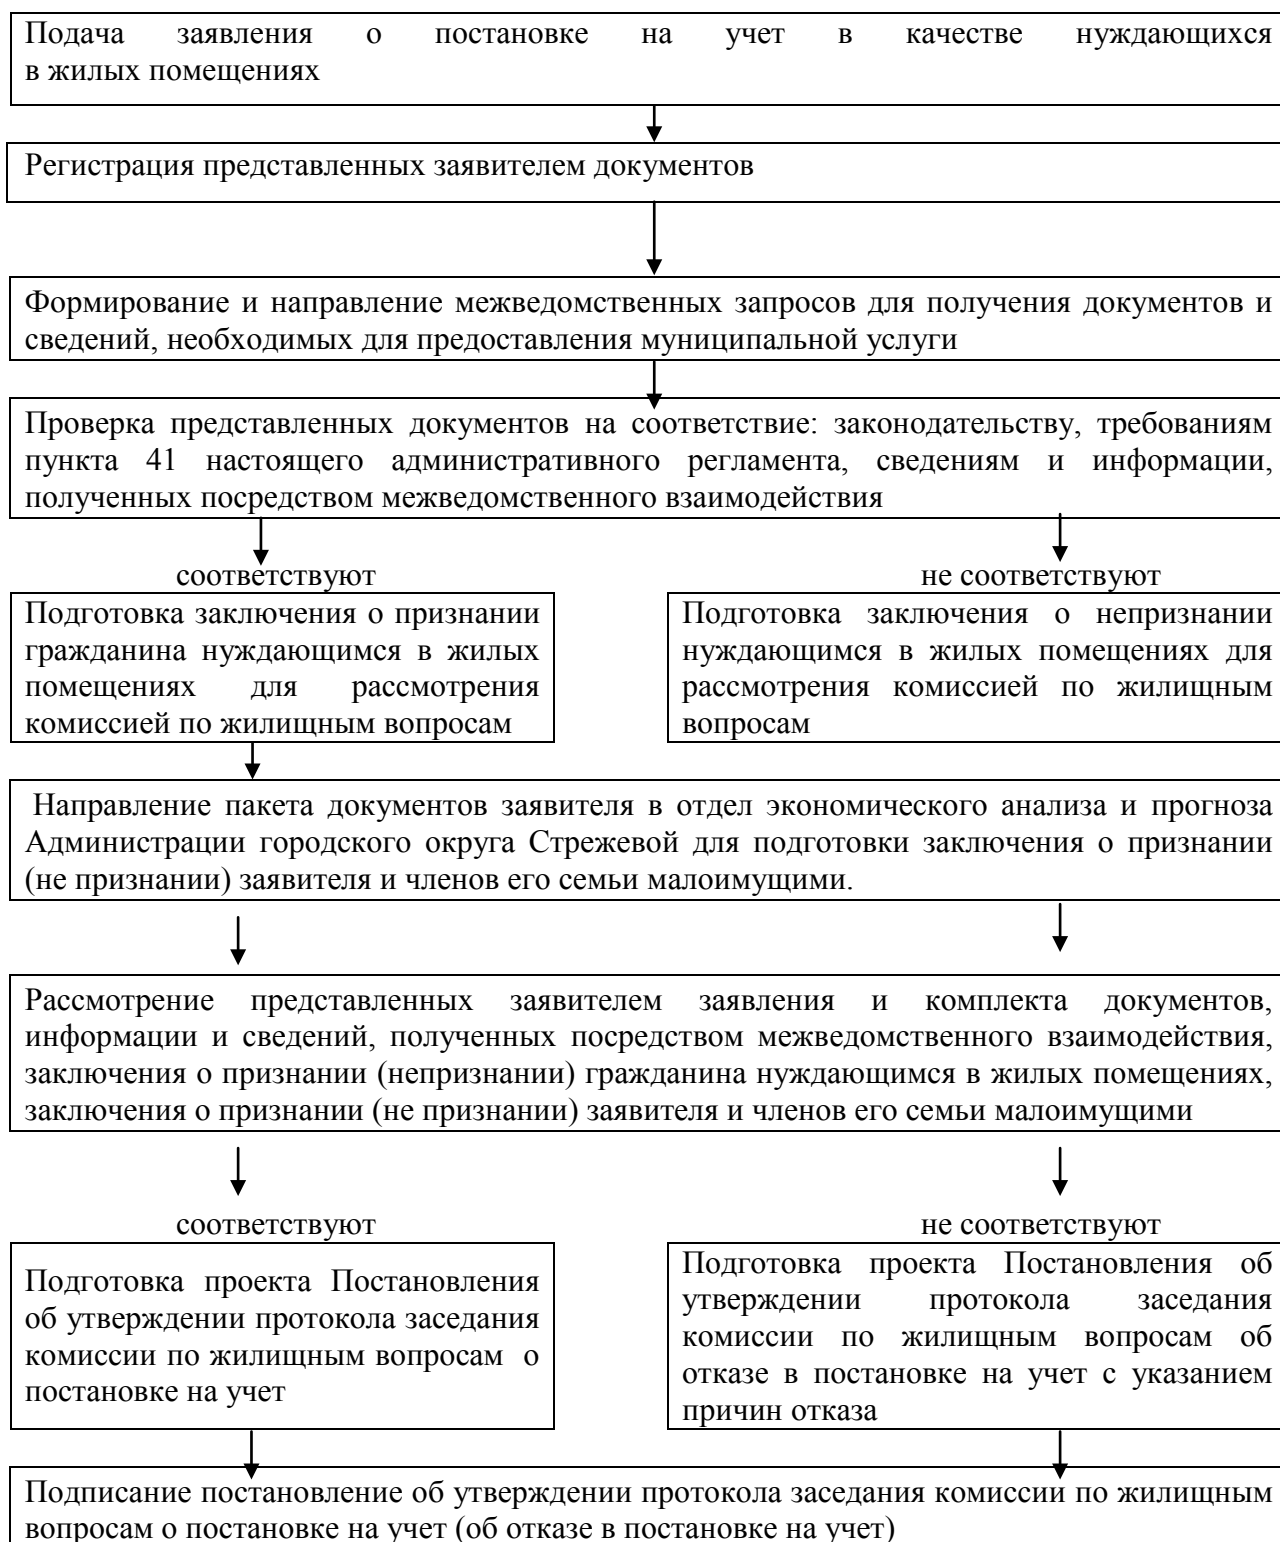 Подача заявления о постановке на учет в качестве нуждающихся
в жилых помещениях
Регистрация представленных заявителем документов
Формирование и направление межведомственных запросов для получения документов и
сведений, необходимых для предоставления муниципальной услуги
Проверка представленных документов на соответствие: законодательству, требованиям
пункта 41 настоящего административного регламента, сведениям и информации,
полученных посредством межведомственного взаимодействия
соответствуют
Подготовка заключения о признании
гражданина нуждающимся в жилых
помещениях для рассмотрения
комиссией по жилищным вопросам
не соответствуют
Подготовка заключения о непризнании
нуждающимся в жилых помещениях для
рассмотрения комиссией по жилищным
вопросам
Направление пакета документов заявителя в отдел экономического анализа и прогноза
Администрации городского округа Стрежевой для подготовки заключения о признании
(не признании) заявителя и членов его семьи малоимущими.
Рассмотрение представленных заявителем заявления и комплекта документов,
информации и сведений, полученных посредством межведомственного взаимодействия,
заключения о признании (непризнании) гражданина нуждающимся в жилых помещениях,
заключения о признании (не признании) заявителя и членов его семьи малоимущими
соответствуют
Подготовка проекта Постановления
об утверждении протокола заседания
комиссии по жилищным вопросам о
постановке на учет
не соответствуют
Подготовка проекта Постановления об
утверждении протокола заседания
комиссии по жилищным вопросам об
отказе в постановке на учет с указанием
причин отказа
Подписание постановление об утверждении протокола заседания комиссии по жилищным
вопросам о постановке на учет (об отказе в постановке на учет)